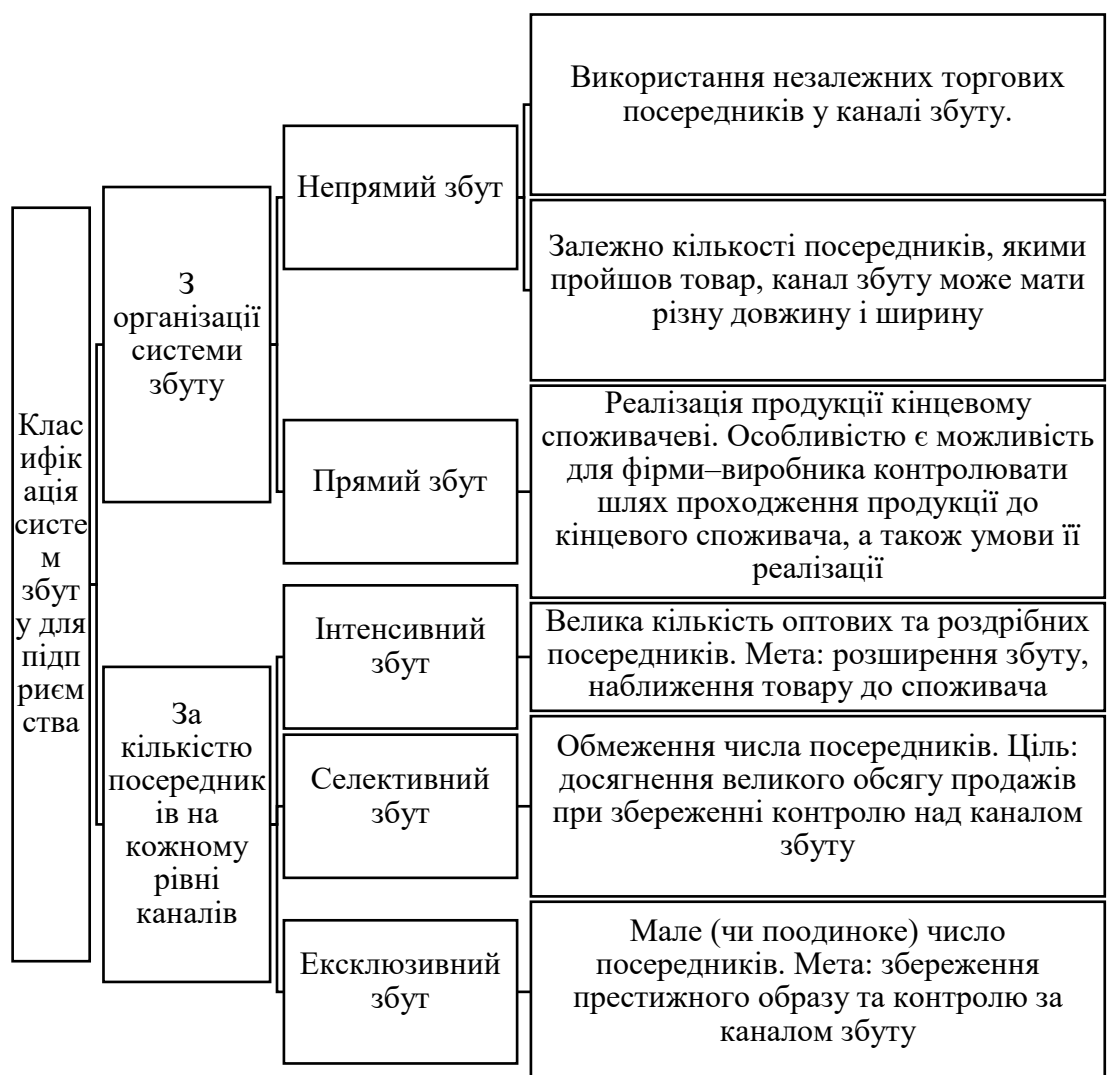 Клас
ифік
ація
систе
м
збут
у для
підп
риєм
ства
З
організації
системи
збуту
Непрямий збут
Використання незалежних торгових
посередників у каналі збуту.
Залежно кількості посередників, якими
пройшов товар, канал збуту може мати
різну довжину і ширину
Прямий збут
Реалізація продукції кінцевому
споживачеві. Особливістю є можливість
для фірми–виробника контролювати
шлях проходження продукції до
кінцевого споживача, а також умови її
реалізації
За
кількістю
посередник
ів на
кожному
рівні
каналів
Інтенсивний
збут
Велика кількість оптових та роздрібних
посередників. Мета: розширення збуту,
наближення товару до споживача
Селективний
збут
Обмеження числа посередників. Ціль:
досягнення великого обсягу продажів
при збереженні контролю над каналом
збуту
Ексклюзивний
збут
Мале (чи поодиноке) число
посередників. Мета: збереження
престижного образу та контролю за
каналом збуту